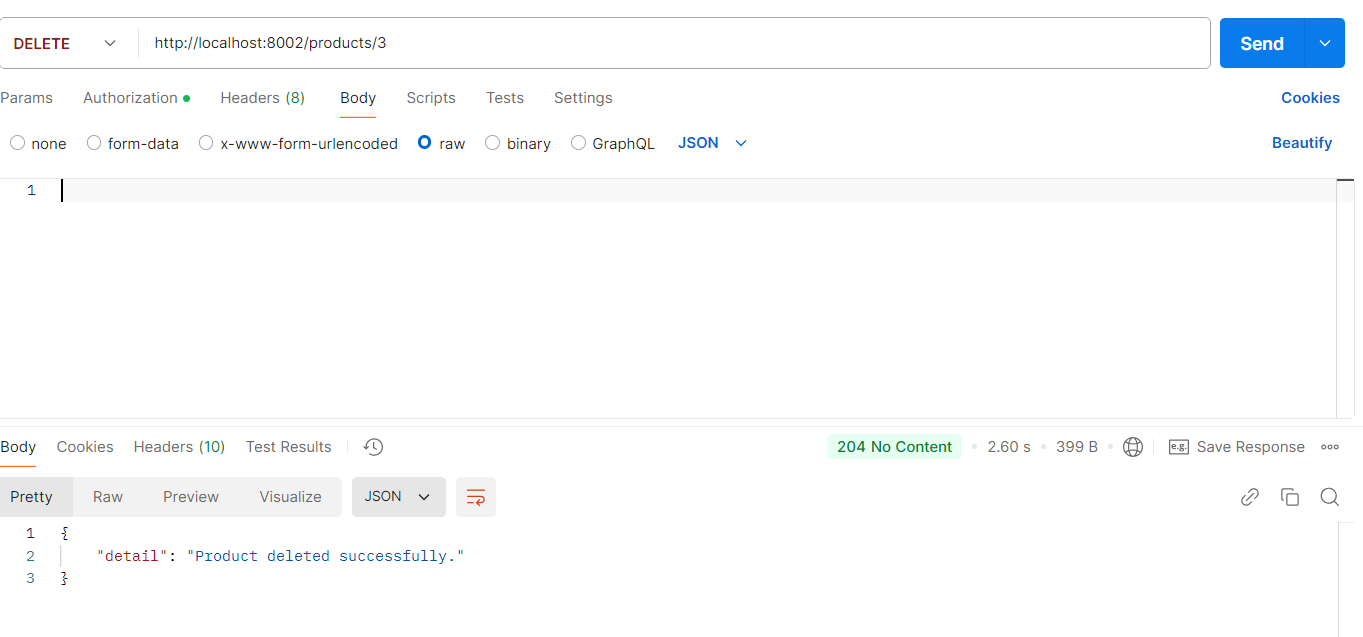 DELETE http://localhost:8002/products/3 Send
Params Authorization Headers (8) Body Scripts Tests Settings Cookies
none form-data x-www-form-urlencoded raw binary GraphQL JSON Beautify
1
Body Cookies Headers (10) Test Results 204 No Content 2.60 s 399 B e.g. Save Response
Pretty Raw Preview Visualize JSON
1 {
2 "detail": "Product deleted successfully."
3 }